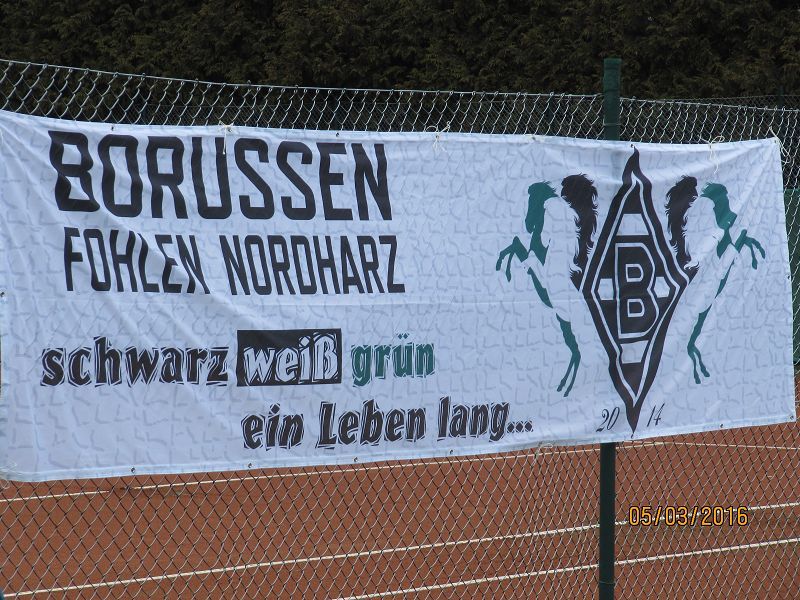 BORUSSEN
FOHLEN NORDHARZ
schwarz weiß grün
ein Leben lang...
B
20 14
05/03/2016